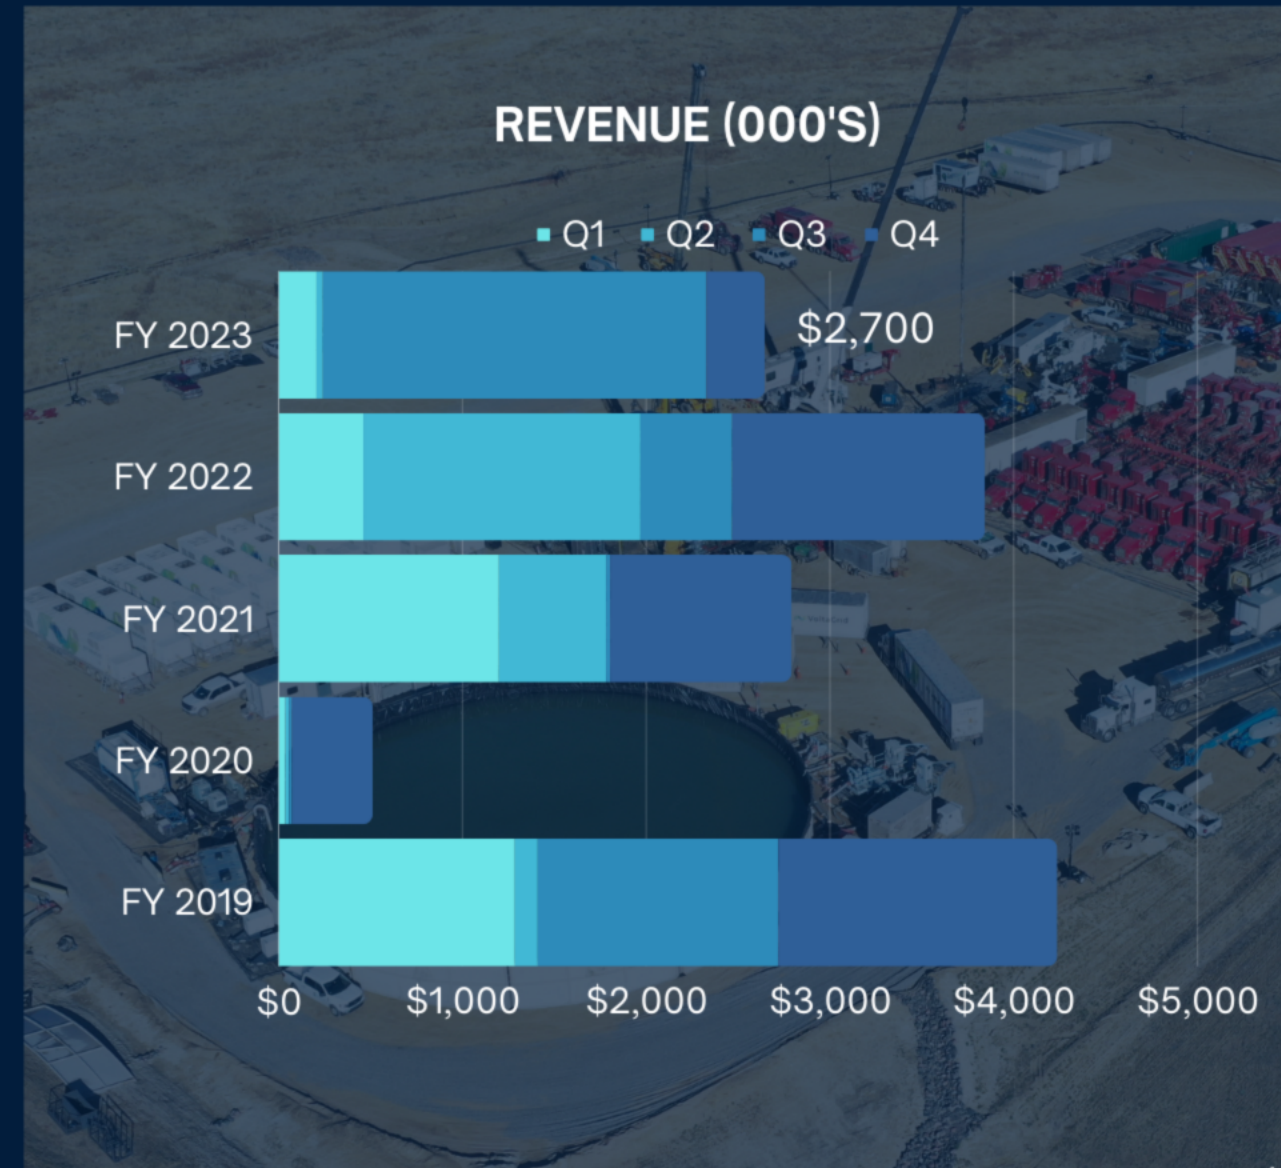 REVENUE (000'S)
Q1 Q2 Q3 Q4
FY 2023 $2,700
FY 2022
FY 2021
FY 2020
FY 2019
$0 $1,000 $2,000 $3,000 $4,000 $5,000